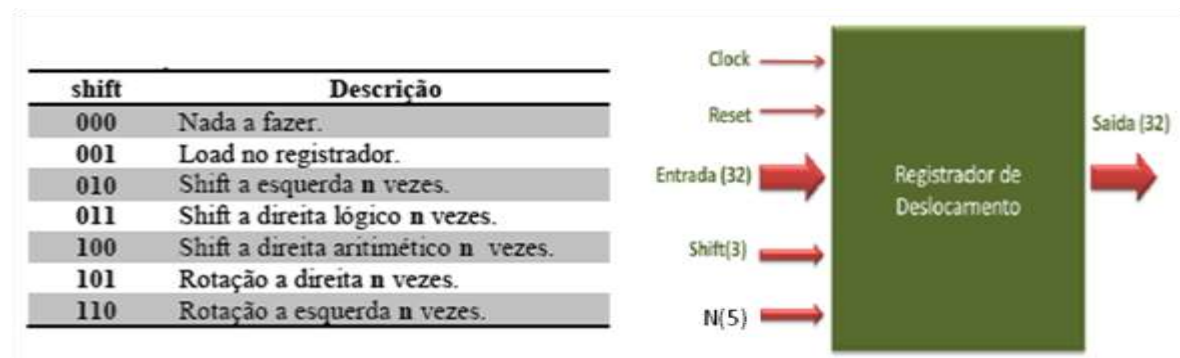 shift Descrição
000 Nada a fazer.
001 Load no registrador.
010 Shift a esquerda n vezes.
011 Shift a direita lógico n vezes.
100 Shift a direita aritimético n vezes.
101 Rotação a direita n vezes.
110 Rotação a esquerda n vezes.
Clock
Reset
Entrada (32)
Shift(3)
N(5)
Registrador de
Deslocamento
Saida (32)